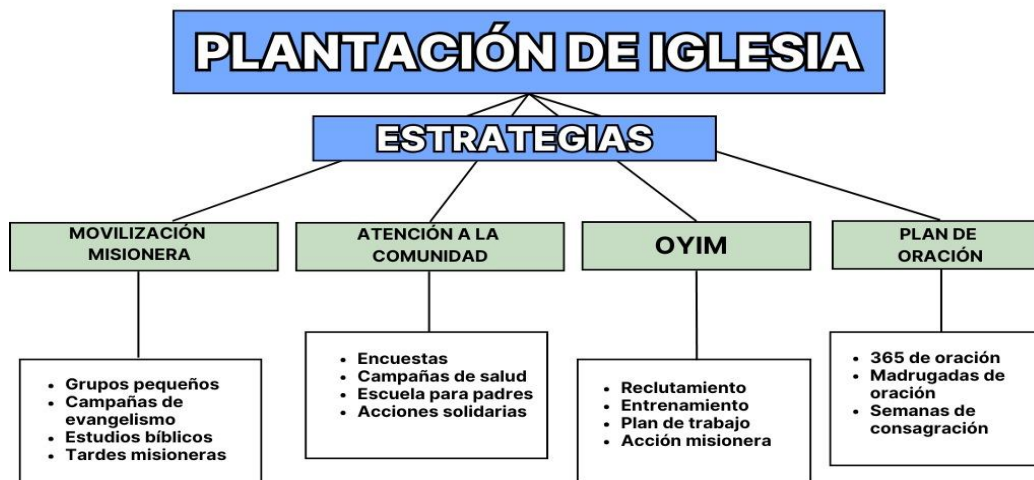 PLANTACIÓN DE IGLESIA
ESTRATEGIAS
MOVILIZACIÓN
MISIONERA
• Grupos pequeños
• Campañas de
evangelismo
• Estudios bíblicos
• Tardes misioneras
ATENCIÓN A LA
COMUNIDAD
• Encuestas
• Campañas de salud
• Escuela para padres
• Acciones solidarias
OYIM
• Reclutamiento
• Entrenamiento
• Plan de trabajo
• Acción misionera
PLAN DE
ORACIÓN
• 365 de oración
• Madrugadas de
oración
• Semanas de
consagración